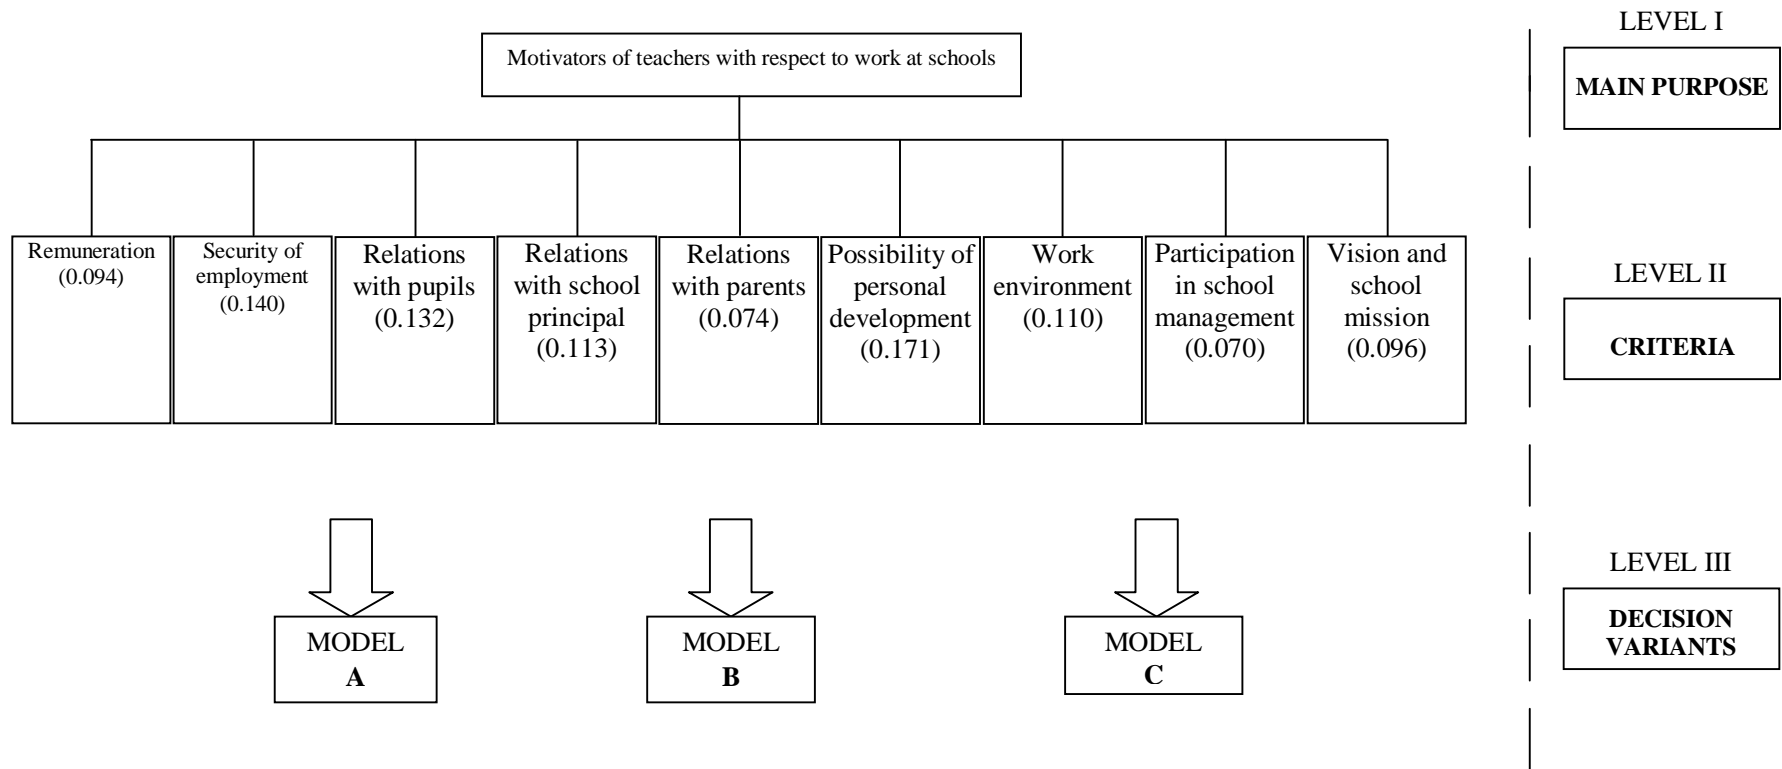 LEVEL I
Motivators of teachers with respect to work at schools
MAIN PURPOSE
Remuneration
(0.094)
Security of
employment
(0.140)
Relations
with pupils
(0.132)
Relations
with school
principal
(0.113)
Relations
with parents
(0.074)
Possibility of
personal
development
(0.171)
Work
environment
(0.110)
Participation
in school
management
(0.070)
Vision and
school
mission
(0.096)
LEVEL II
CRITERIA
LEVEL III
DECISION
VARIANTS
MODEL
A
MODEL
B
MODEL
C